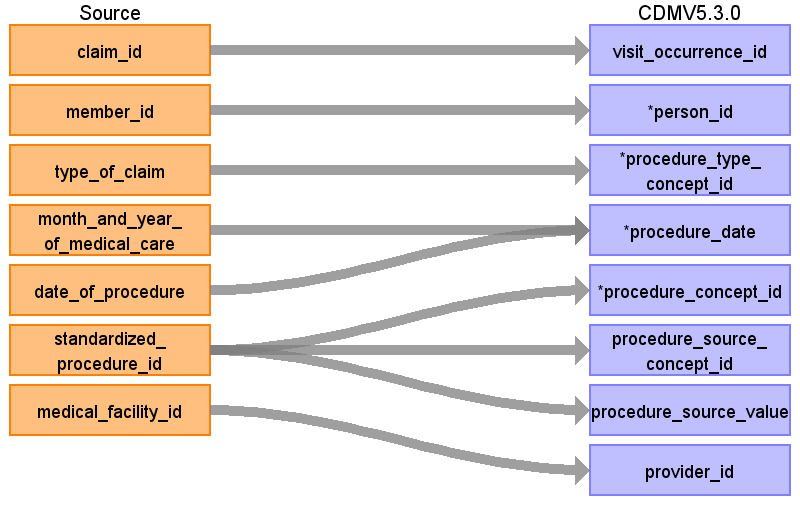 Source CDMV5.3.0
claim_id visit_occurrence_id
member_id *person_id
type_of_claim *procedure_type_
concept_id
month_and_year_
of_medical_care *procedure_date
date_of_procedure *procedure_concept_id
standardized_ procedure_source_
procedure_id concept_id
medical_facility_id procedure_source_value
provider_id